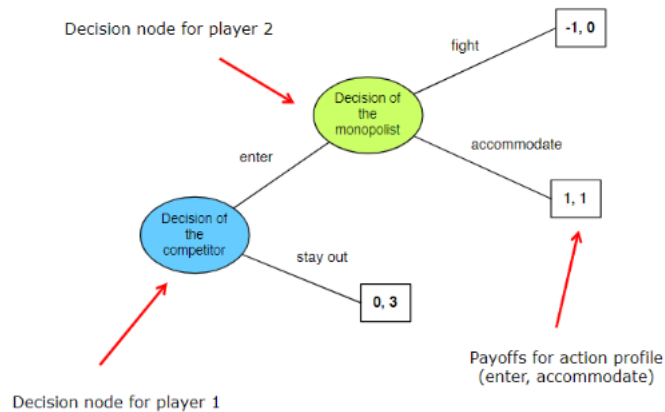 Decision node for player 2
-1, 0
fight
Decision of
the
monopolist
accommodate
enter
1, 1
Decision of
the
competitor
stay out
0, 3
Payoffs for action profile
(enter, accommodate)
Decision node for player 1